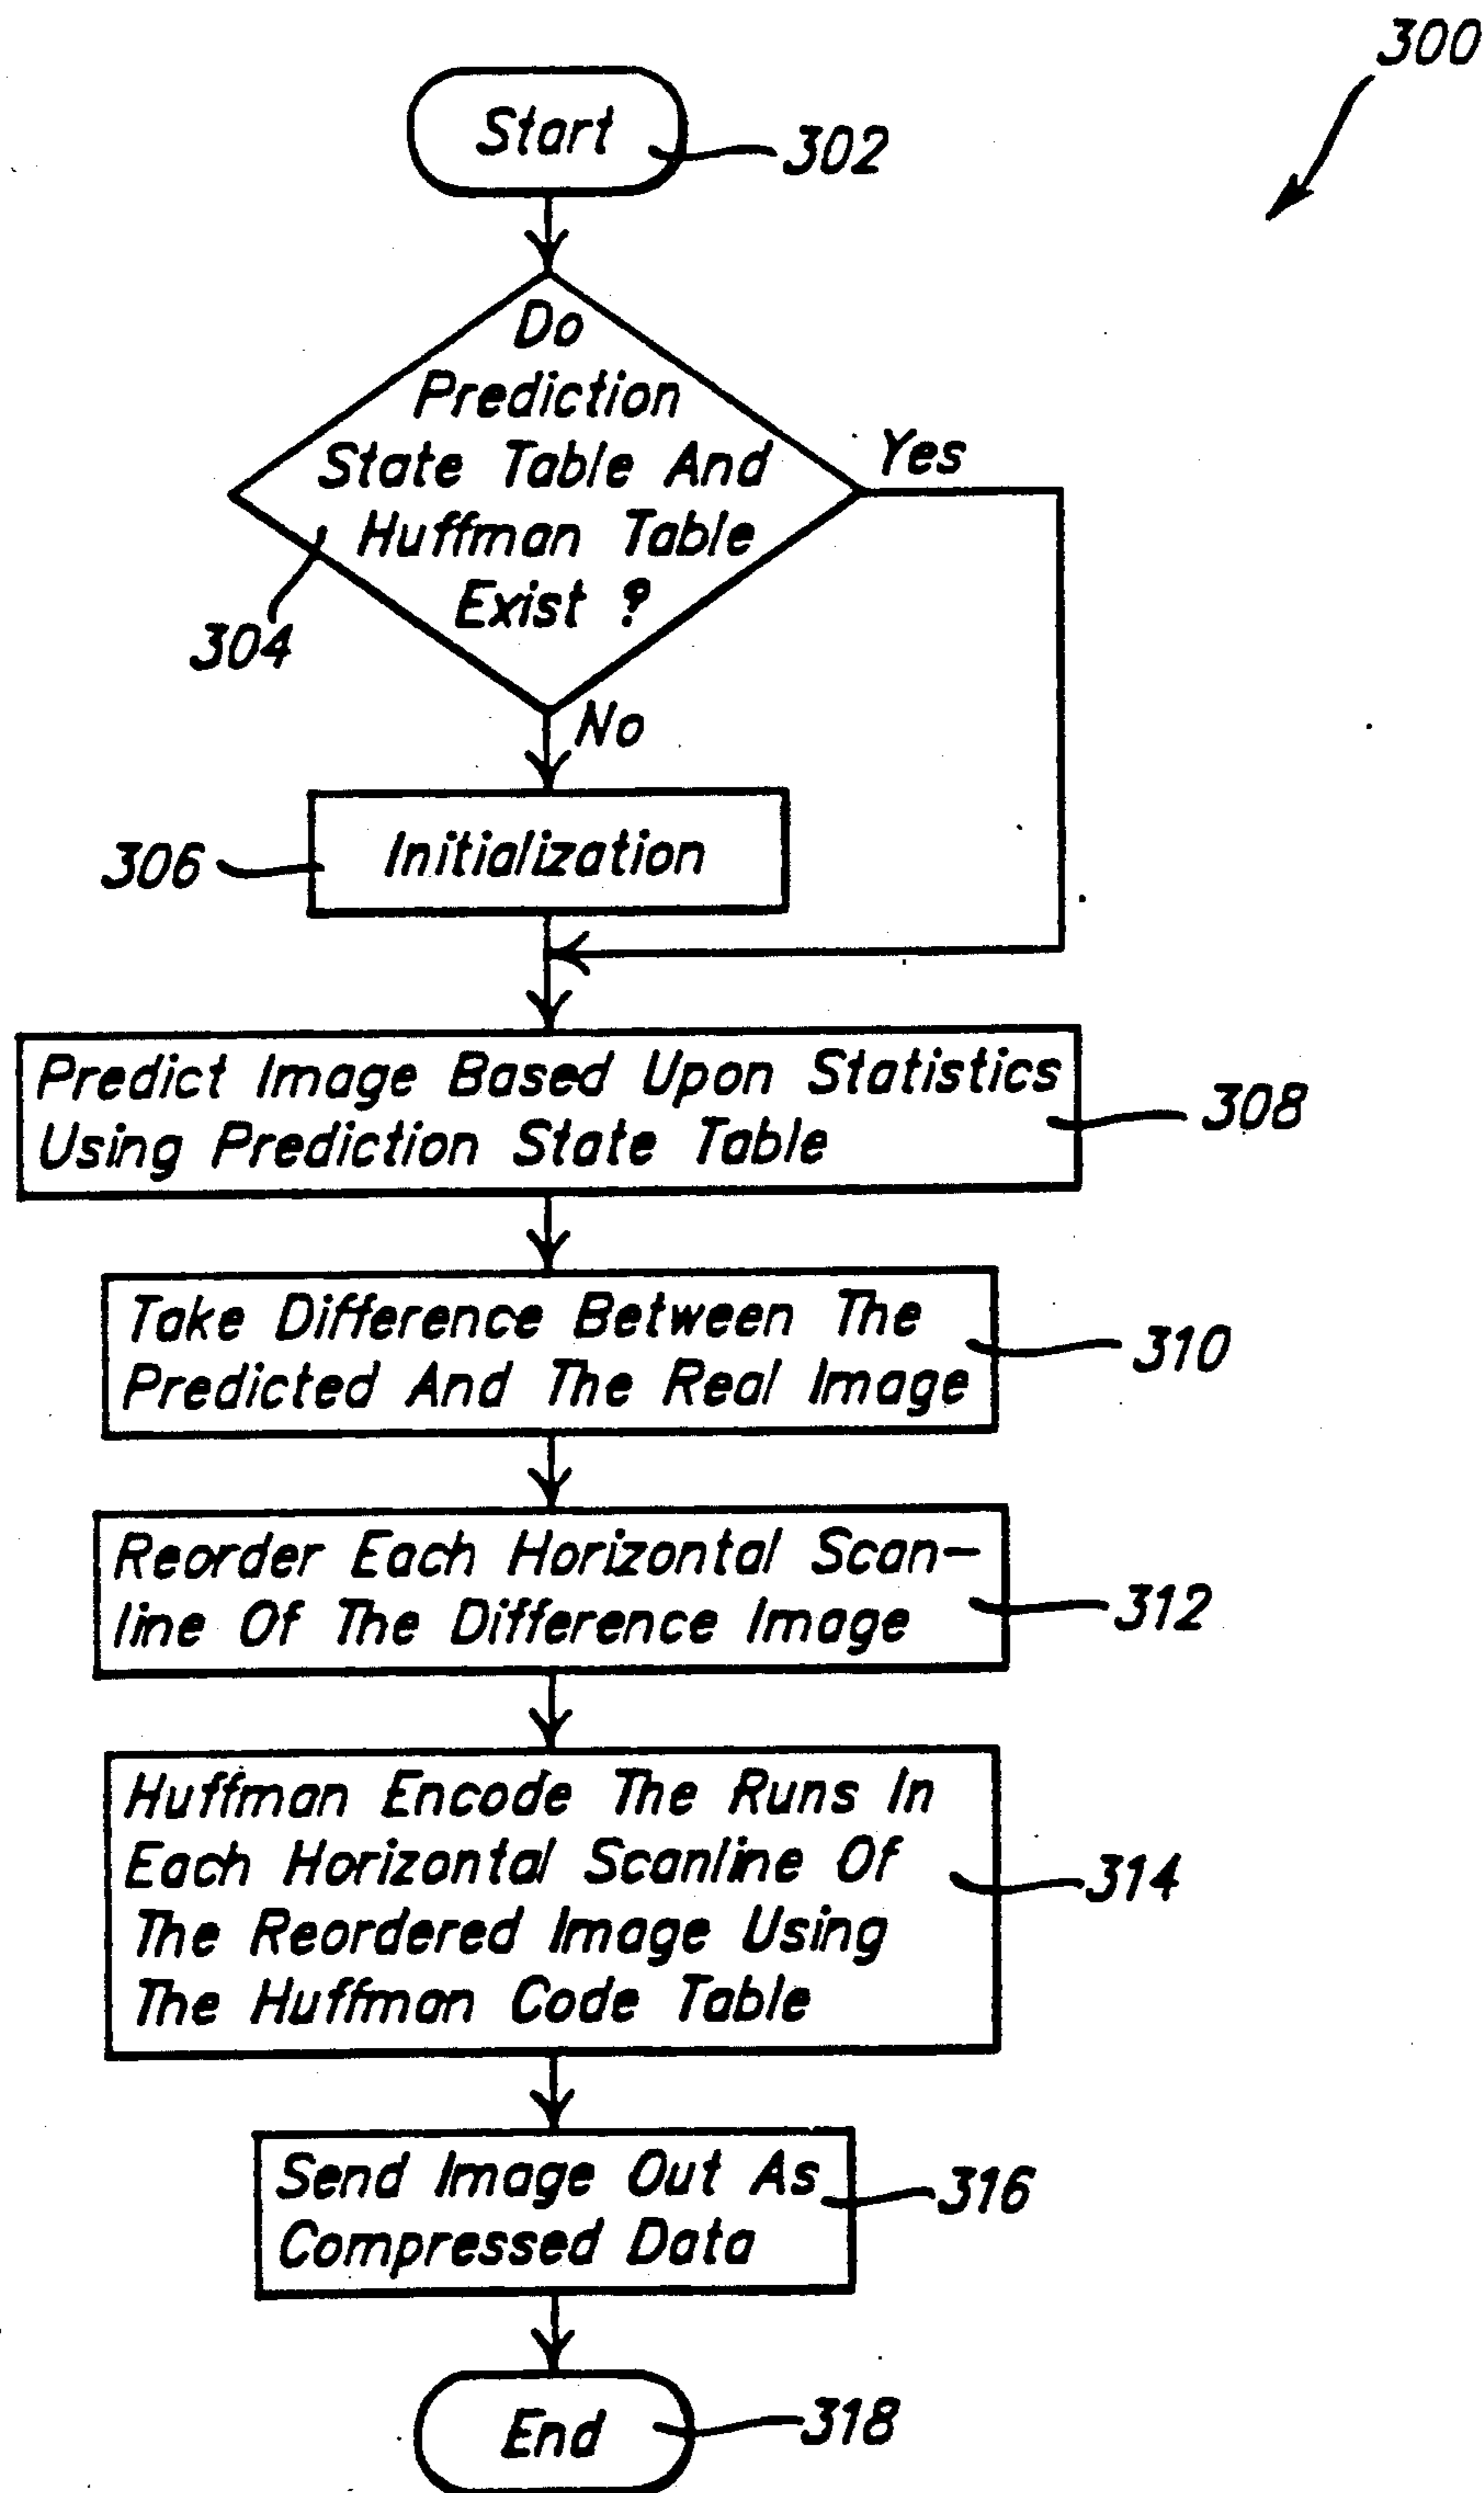 300
Start
302
Do
Prediction
State Table And
Huffman Table
Exist ?
Yes
304
No
Initialization
306
Predict Image Based Upon Statistics
Using Prediction State Table
308
Take Difference Between The
Predicted And The Real Image
310
Reorder Each Horizontal Scan-
line Of The Difference Image
312
Huffman Encode The Runs In
Each Horizontal Scanline Of
The Reordered Image Using
The Huffman Code Table
314
Send Image Out As
Compressed Data
316
End
318